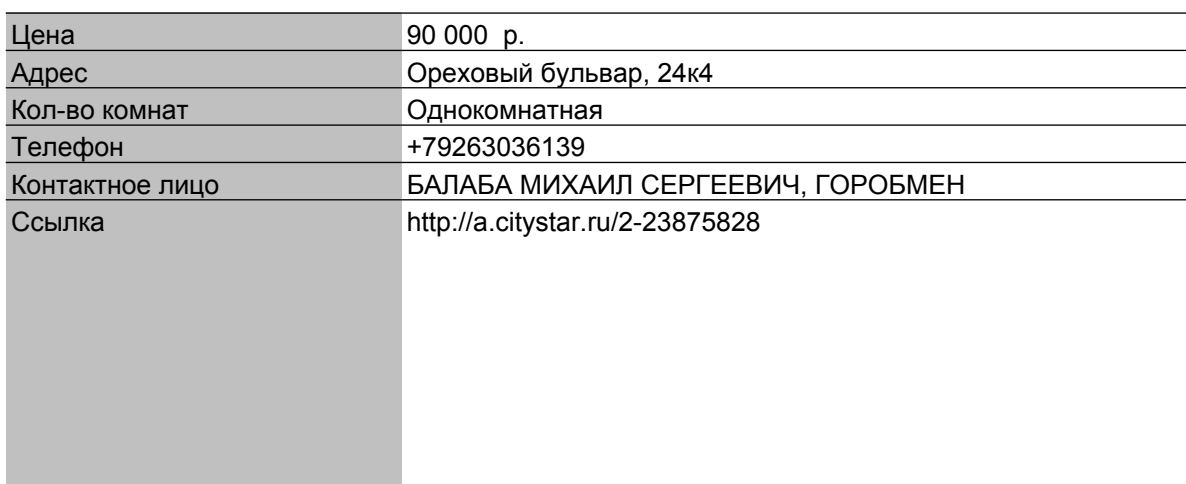 Цена 90 000 р.
Адрес Ореховый бульвар, 24к4
Кол-во комнат Однокомнатная
Телефон +79263036139
Контактное лицо БАЛАБА МИХАИЛ СЕРГЕЕВИЧ, ГОРОБМЕН
Ссылка http://a.citystar.ru/2-23875828